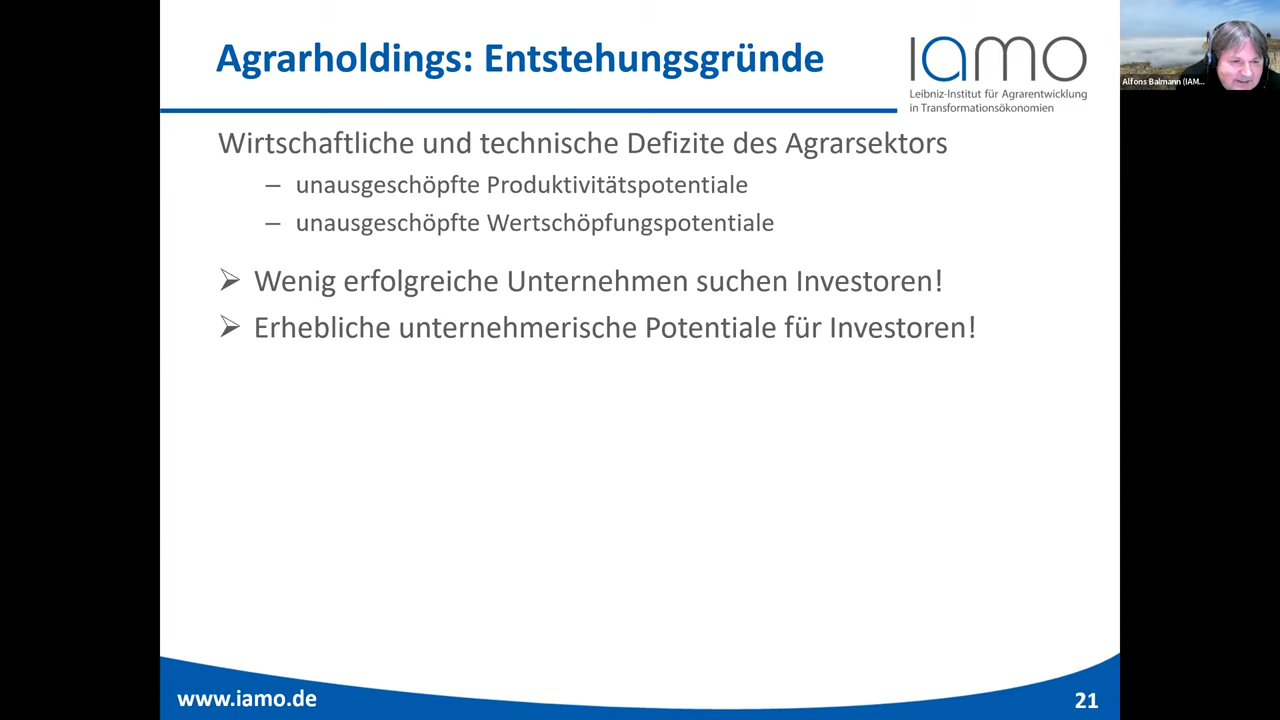 Agrarholdings: Entstehungsgründe
iamo
Leibniz-Institut für Agrarentwicklung
in Transformationsökonomien
Alfons Balmann (IAM...
Wirtschaftliche und technische Defizite des Agrarsektors
– unausgeschöpfte Produktivitätspotentiale
– unausgeschöpfte Wertschöpfungspotentiale
➢ Wenig erfolgreiche Unternehmen suchen Investoren!
➢ Erhebliche unternehmerische Potentiale für Investoren!
www.iamo.de
21